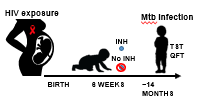 HIV exposure
Mtb infection
INH
No INH
TST
QFT
BIRTH
6 WEEKS
~14
MONTHS